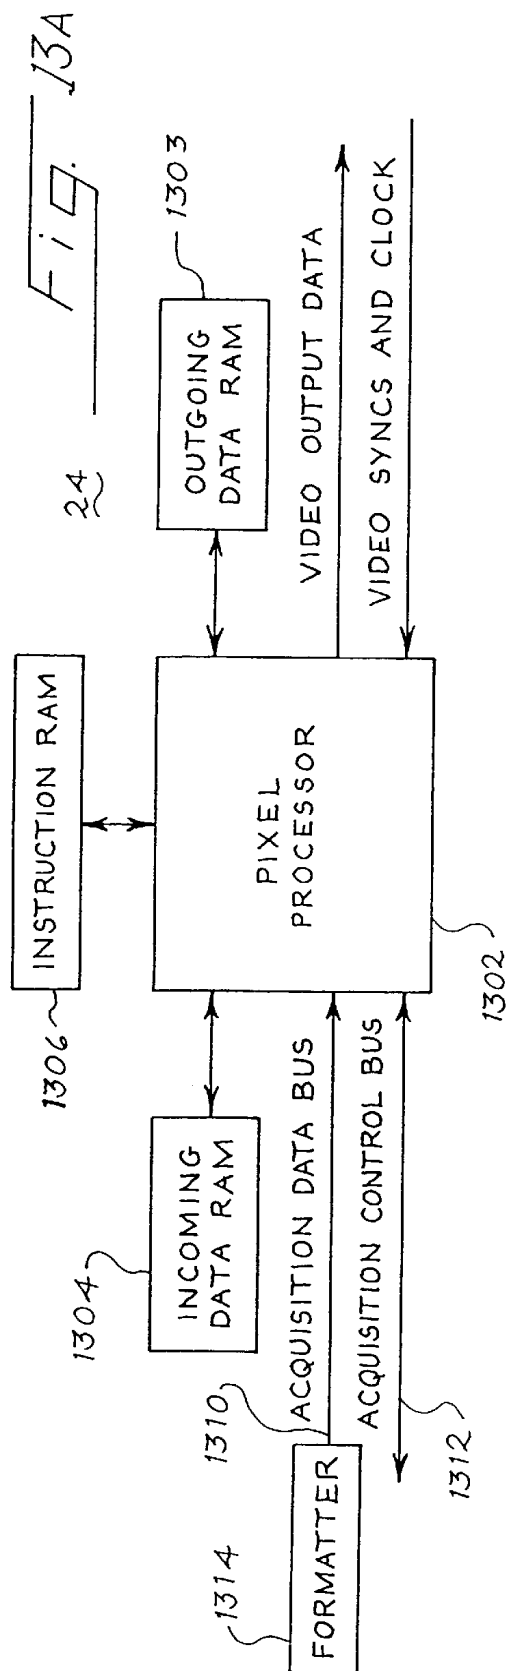 Fig. 13A
24
INSTRUCTION RAM
1306
INCOMING
DATA RAM
1304
OUTGOING
DATA RAM
1303
PIXEL
PROCESSOR
1302
FORMATTER
1314
1310
ACQUISITION DATA BUS
ACQUISITION CONTROL BUS
1312
VIDEO OUTPUT DATA
VIDEO SYNCS AND CLOCK